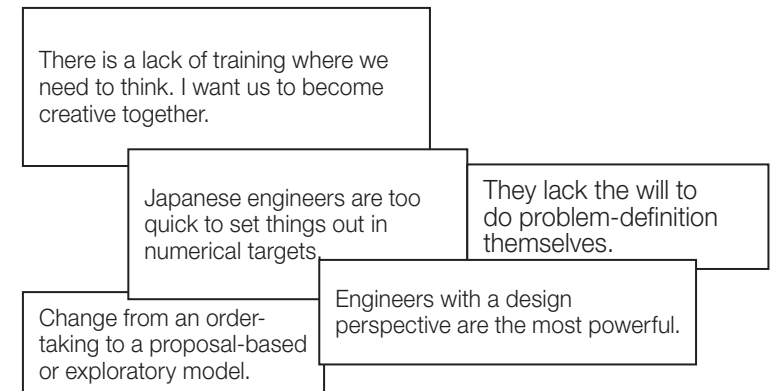 There is a lack of training where we
need to think. I want us to become
creative together.
Japanese engineers are too
quick to set things out in
numerical targets.
They lack the will to
do problem-definition
themselves.
Engineers with a design
perspective are the most powerful.
Change from an order-
taking to a proposal-based
or exploratory model.